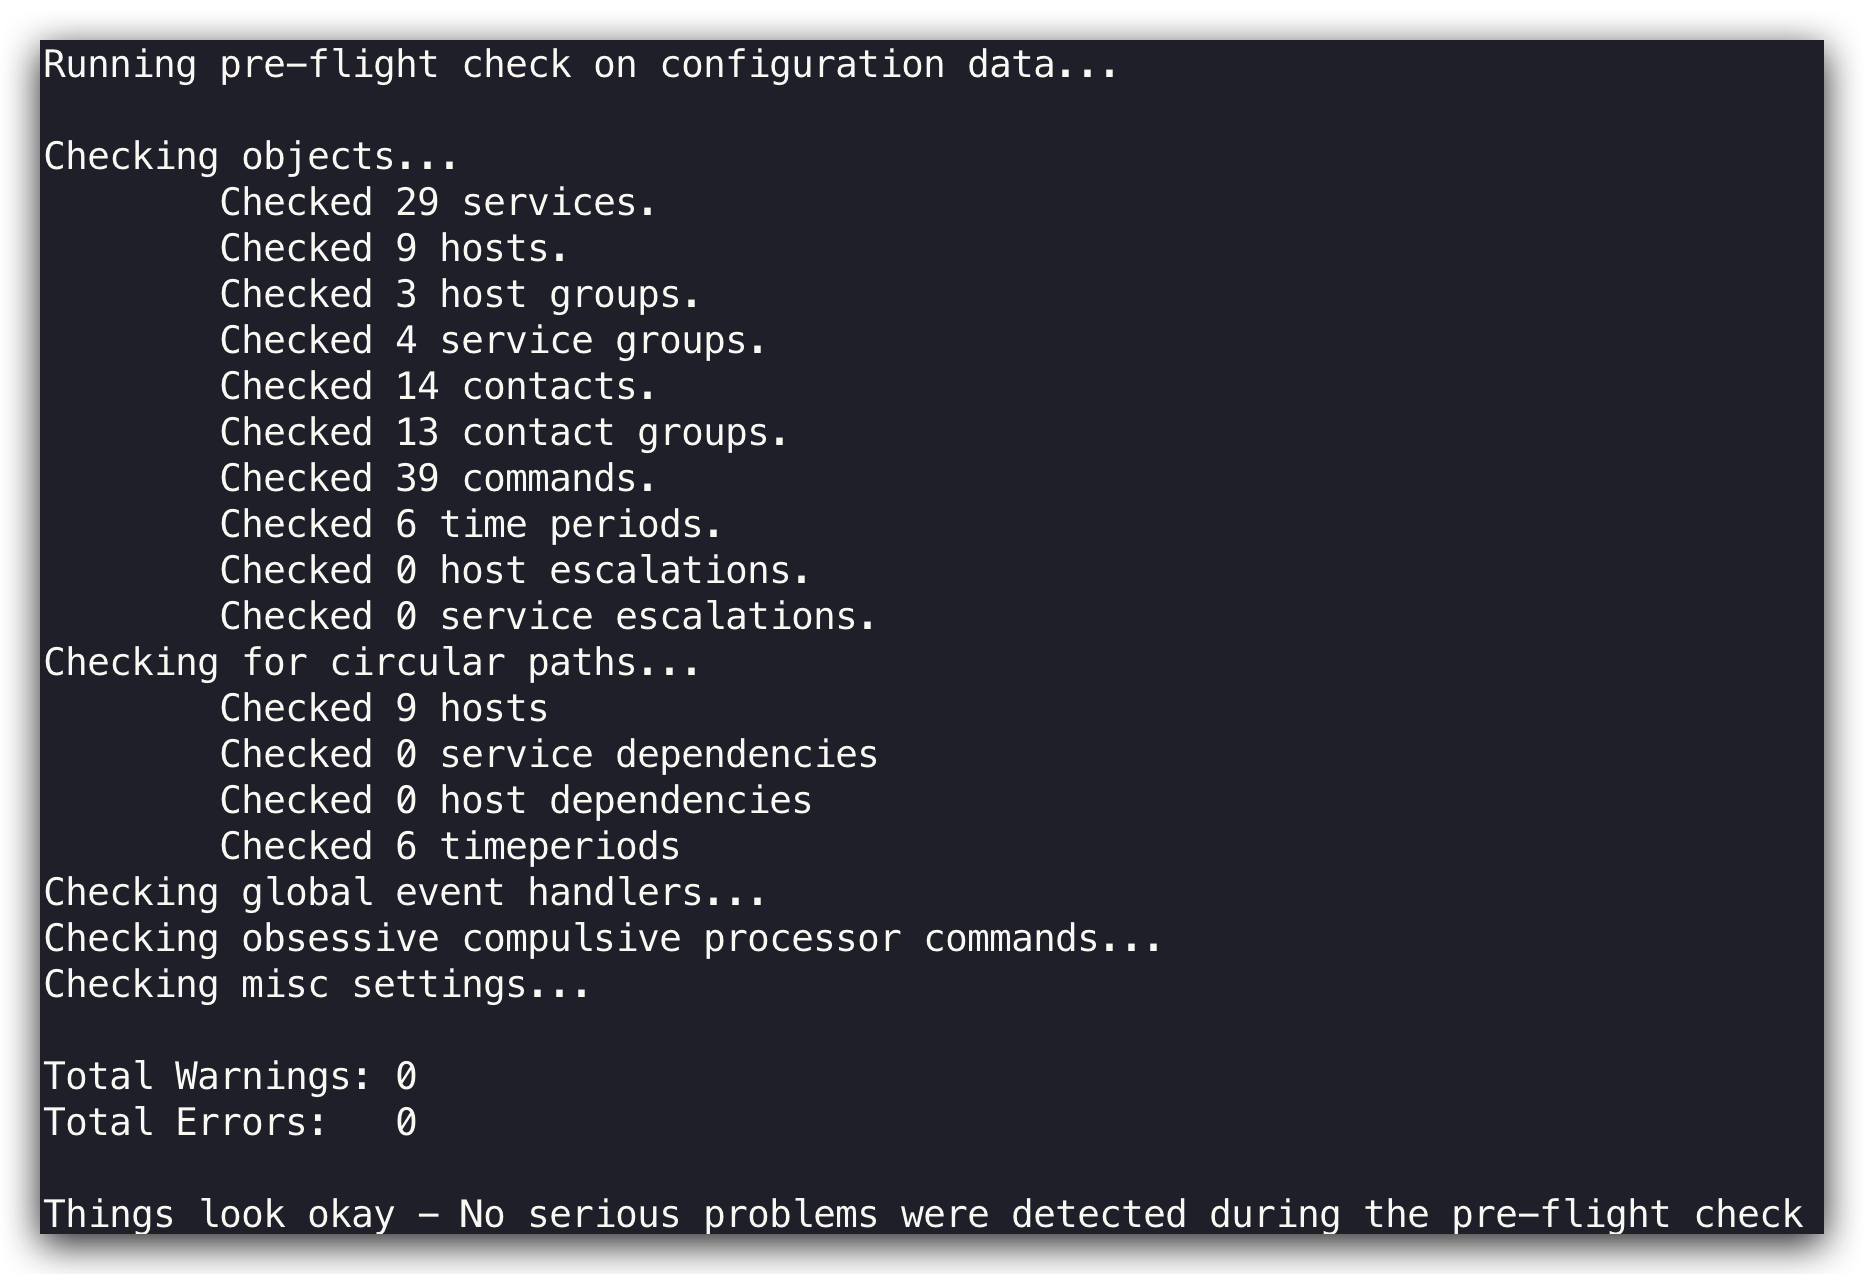 Running pre-flight check on configuration data...

Checking objects...
        Checked 29 services.
        Checked 9 hosts.
        Checked 3 host groups.
        Checked 4 service groups.
        Checked 14 contacts.
        Checked 13 contact groups.
        Checked 39 commands.
        Checked 6 time periods.
        Checked 0 host escalations.
        Checked 0 service escalations.
Checking for circular paths...
        Checked 9 hosts
        Checked 0 service dependencies
        Checked 0 host dependencies
        Checked 6 timeperiods
Checking global event handlers...
Checking obsessive compulsive processor commands...
Checking misc settings...

Total Warnings: 0
Total Errors:   0

Things look okay - No serious problems were detected during the pre-flight check